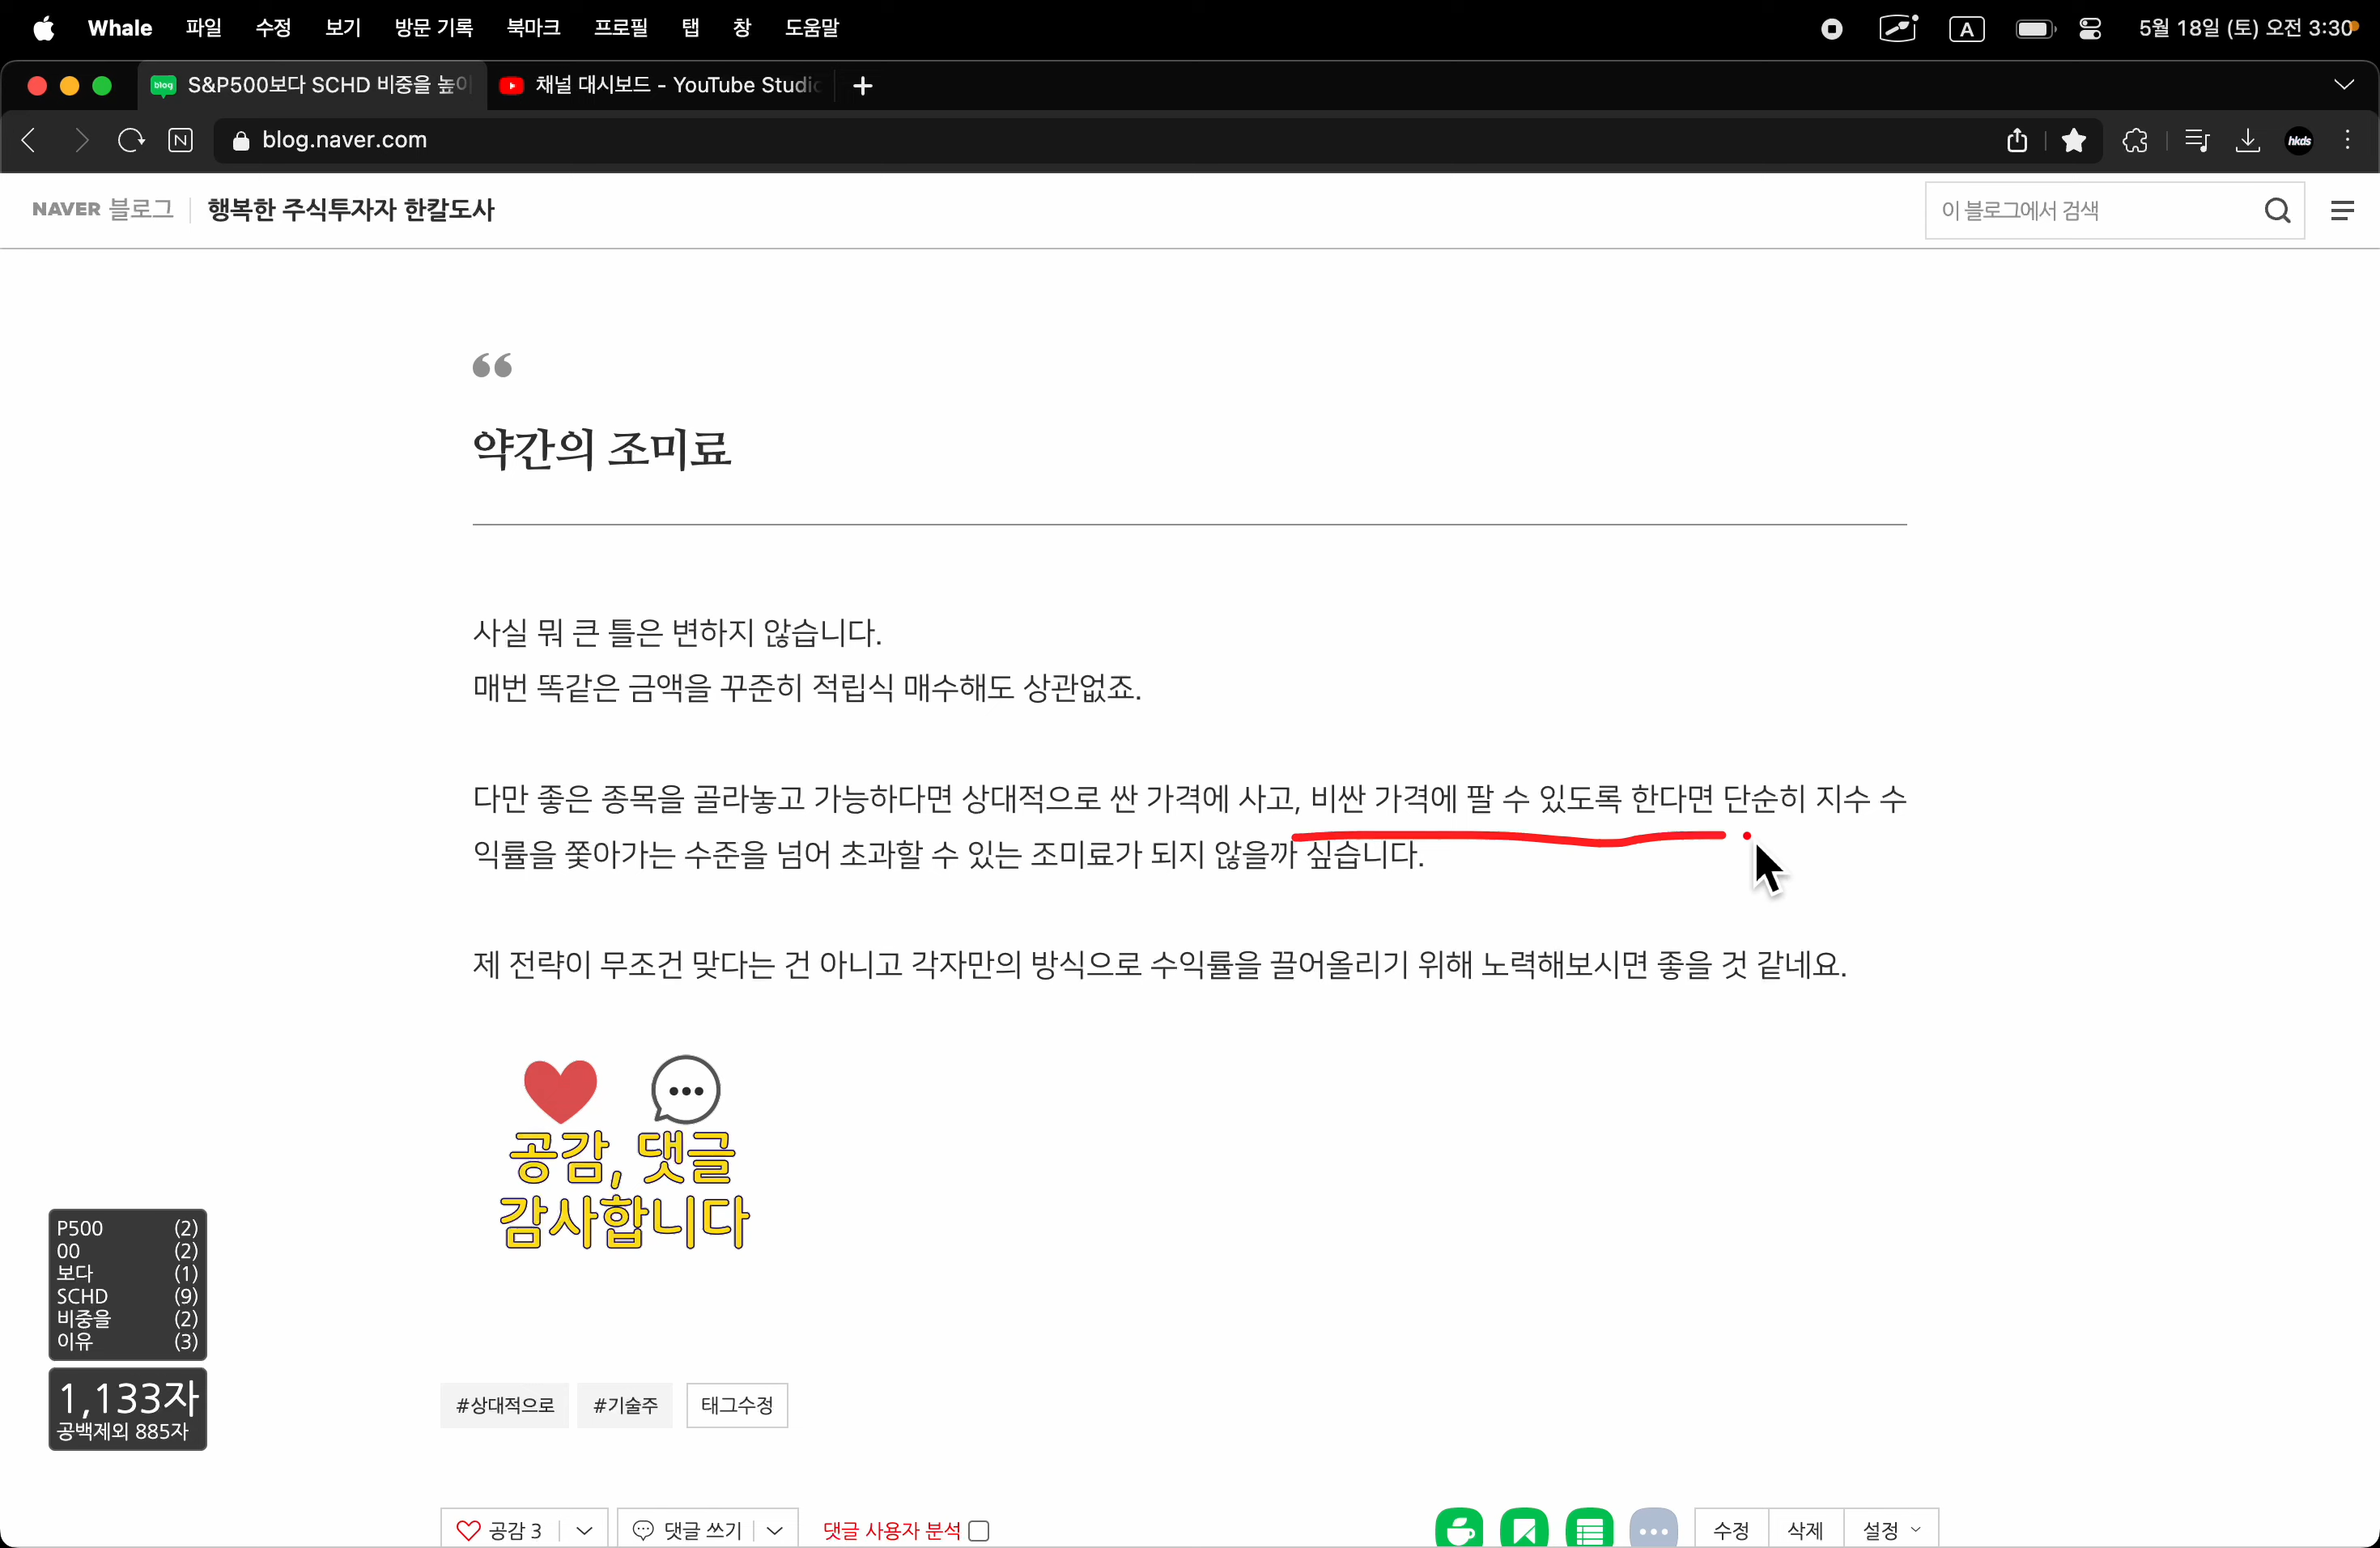 Whale 파일 수정 보기 방문 기록 북마크 프로필 탭 창 도움말 A 5월 18일 (토) 오전 3:30
blog S&P500보다 SCHD 비중을 높이 채널 대시보드 - YouTube Studio
N blog.naver.com hkds
NAVER 블로그 행복한 주식투자자 한칼도사 이 블로그에서 검색
약간의 조미료
사실 뭐 큰 틀은 변하지 않습니다.
매번 똑같은 금액을 꾸준히 적립식 매수해도 상관없죠.
다만 좋은 종목을 골라놓고 가능하다면 상대적으로 싼 가격에 사고, 비싼 가격에 팔 수 있도록 한다면 단순히 지수 수
익률을 쫓아가는 수준을 넘어 초과할 수 있는 조미료가 되지 않을까 싶습니다.
제 전략이 무조건 맞다는 건 아니고 각자만의 방식으로 수익률을 끌어올리기 위해 노력해보시면 좋을 것 같네요.
공감, 댓글
감사합니다
P500 (2)
00 (2)
보다 (1)
SCHD (9)
비중을 (2)
이유 (3)
1,133자
공백제외 885자
#상대적으로 #기술주 태그수정
공감 3 댓글 쓰기 댓글 사용자 분석 수정 삭제 설정